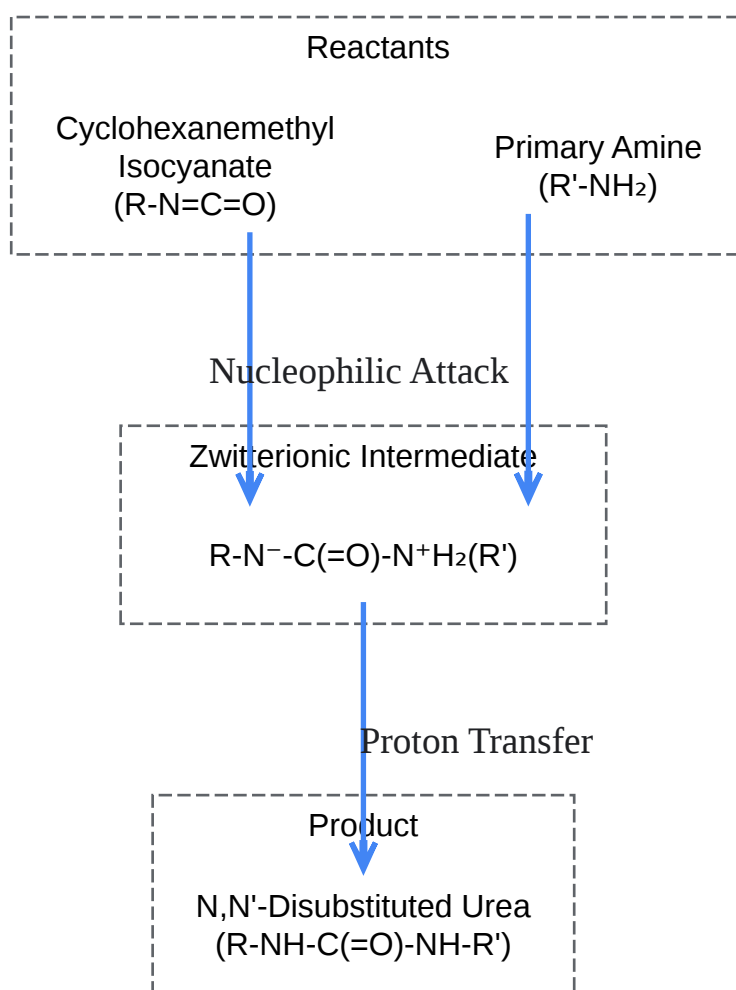 Reactants
Cyclohexanemethyl
Isocyanate
(R-N=C=O)
Primary Amine
(R'-NH₂)
Nucleophilic Attack
Zwitterionic Intermediate
R-N⁻-C(=O)-N⁺H₂(R')
Proton Transfer
Product
N,N'-Disubstituted Urea
(R-NH-C(=O)-NH-R')